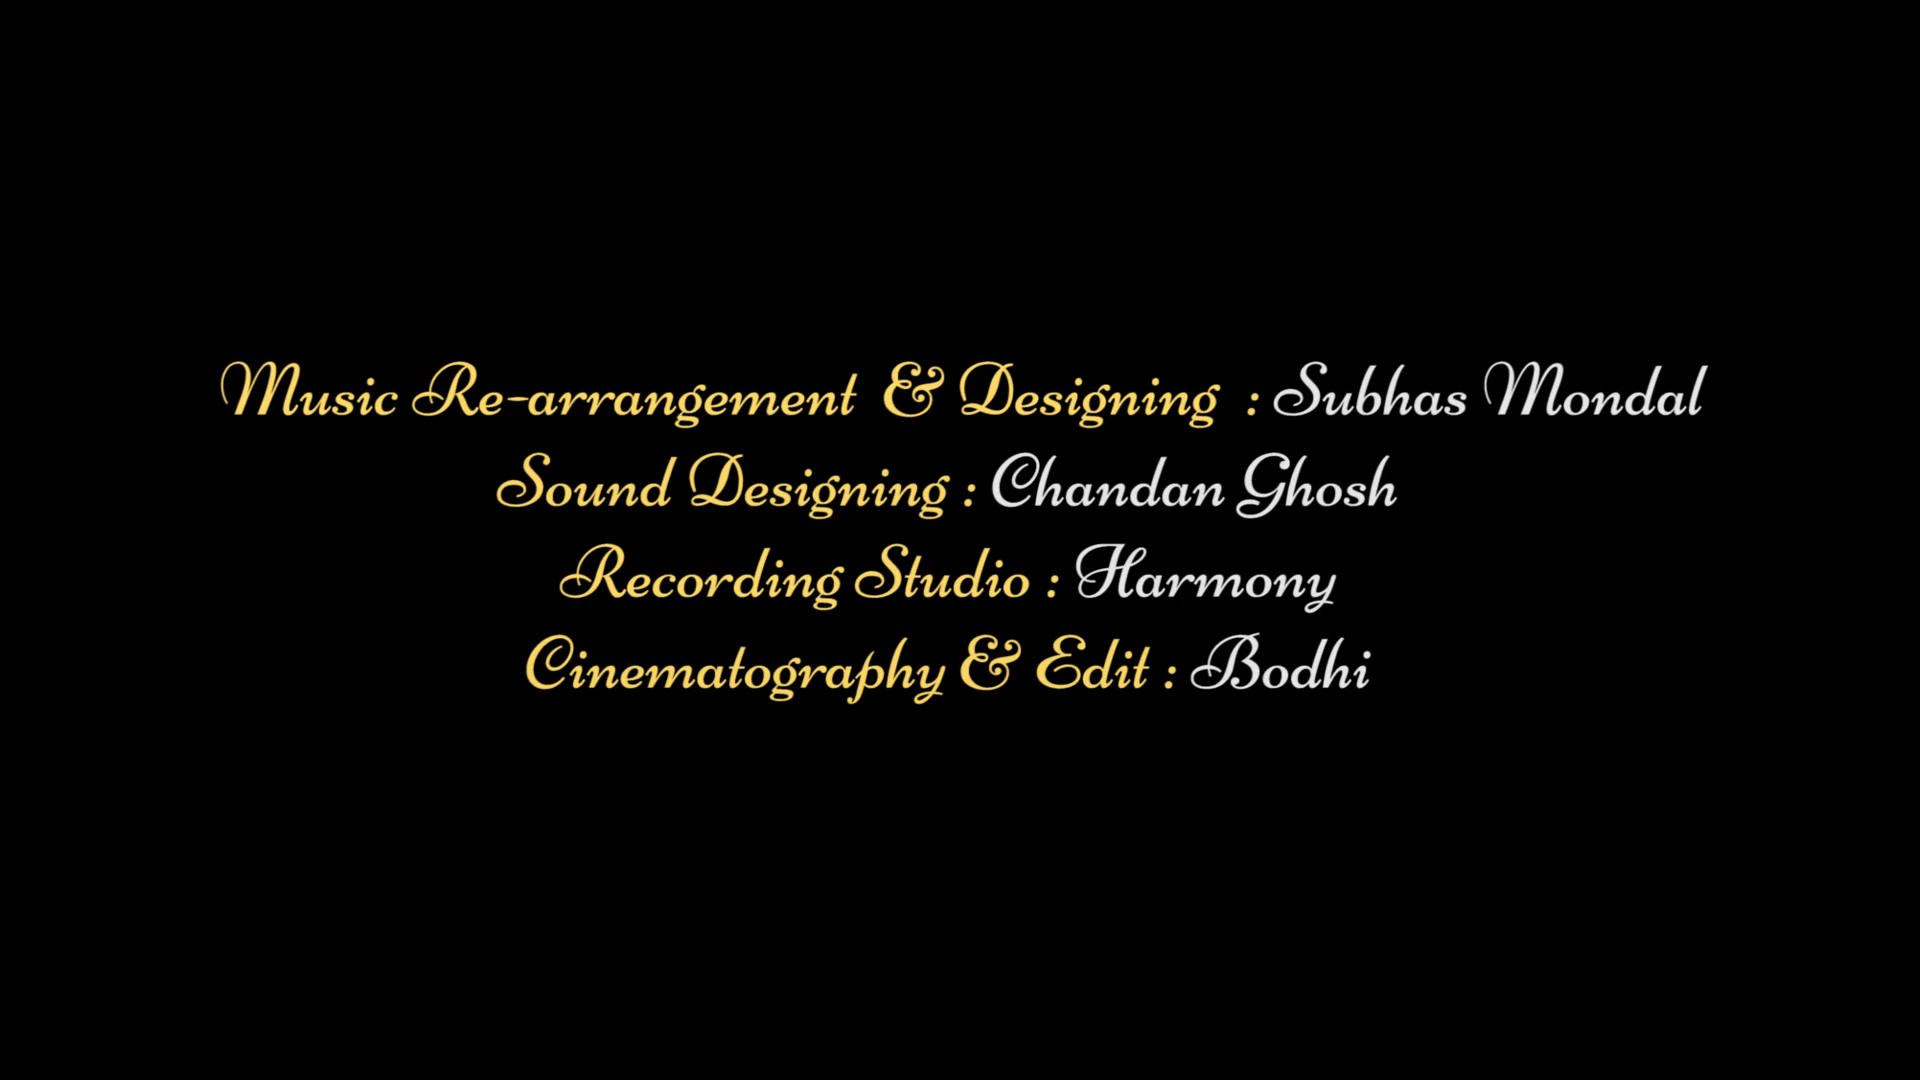 Music Re-arrangement & Designing : Subhas Mondal
Sound Designing : Chandan Ghosh
Recording Studio : Harmony
Cinematography & Edit : Bodhi